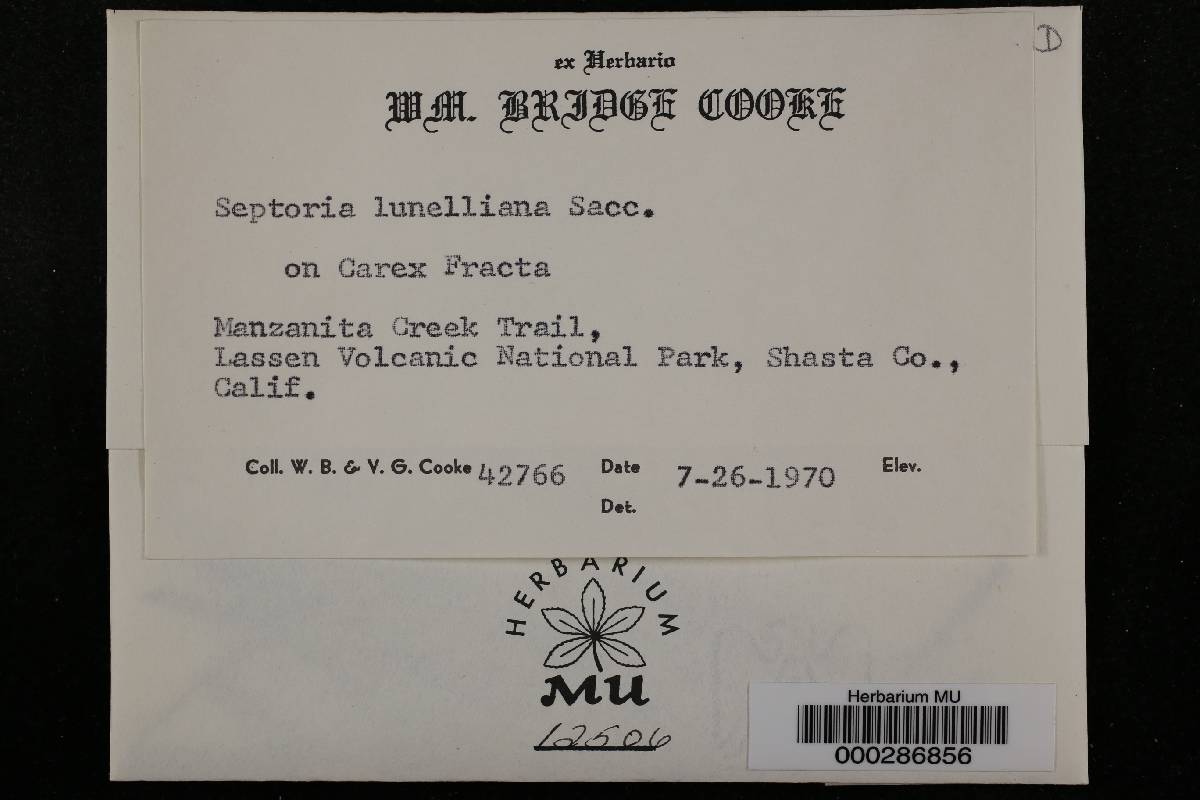 D
ex Herbario
WM. BRIDGE COOKE
Septoria lunelliana Sacc.
on Carex Fracta
Manzanita Creek Trail,
Lassen Volcanic National Park, Shasta Co.,
Calif.
Coll. W. B. & V. G. Cooke 42766 Date 7-26-1970 Elev.
Det.
HERBARIUM
MU
12506
Herbarium MU
000286856